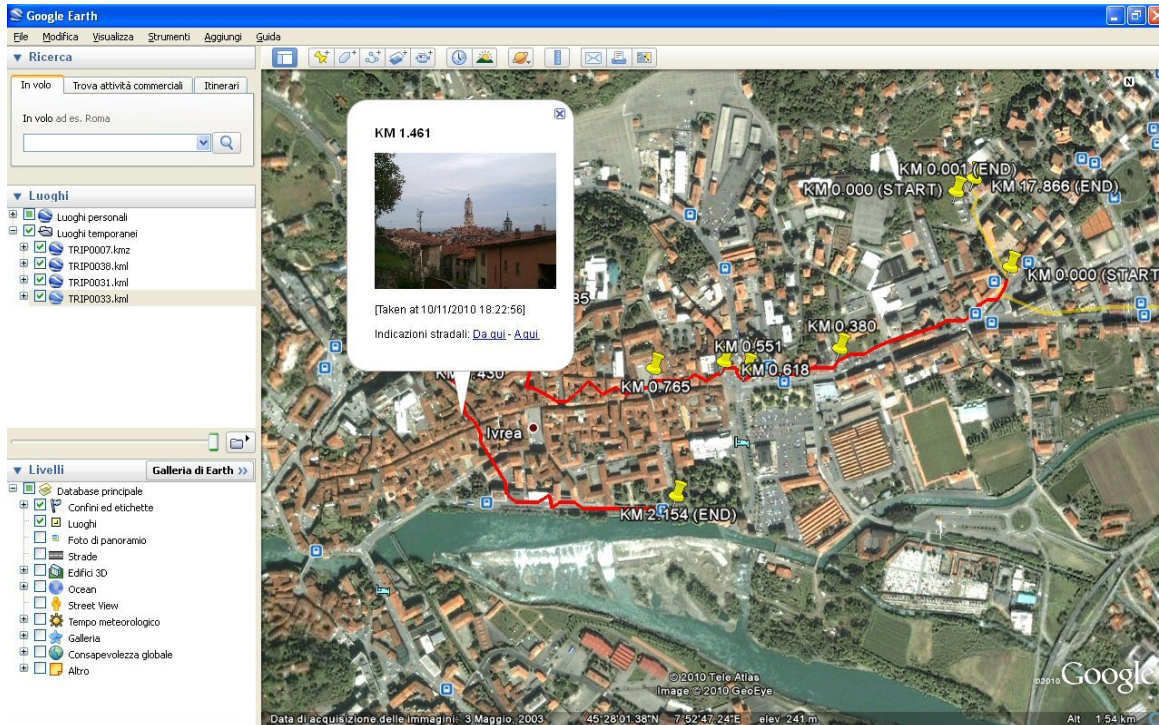 Google Earth
File Modifica Visualizza Strumenti Aggiungi Guida
Ricerca
In volo Trova attività commerciali Itinerari
In volo ad es. Roma
Luoghi
Luoghi personali
Luoghi temporanei
TRIP0007.kmz
TRIP0038.kml
TRIP0031.kml
TRIP0033.kml
Livelli Galleria di Earth >>
Database principale
Confini ed etichette
Luoghi
Foto di panoramio
Strade
Edifici 3D
Ocean
Street View
Tempo meteorologico
Galleria
Consapevolezza globale
Altro
KM 1.461
[Taken at 10/11/2010 18:22:56]
Indicazioni stradali: Da qui - A qui
N
KM 0.001 (END)
KM 0.000 (START)
KM 17.866 (END)
KM 0.000 (START
KM 0.380
KM 0.551
KM 0.618
KM 0.765
Ivrea
KM 2.154 (END)
© 2010 Tele Atlas
Image © 2010 GeoEye
©2010 Google
Data di acquisizione delle immagini: 3 Maggio, 2003 45°28'01.38"N 7°52'47.24"E elev 241 m Alt 1.54 km